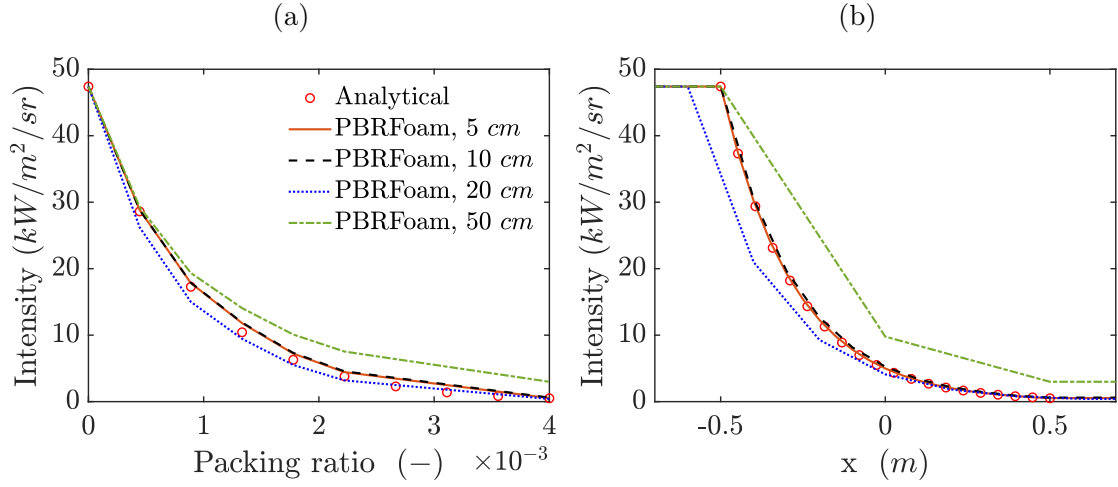 (a)
(b)
50
40
30
20
10
0
Intensity (kW/m²/sr)
Analytical
PBRFoam, 5 cm
PBRFoam, 10 cm
PBRFoam, 20 cm
PBRFoam, 50 cm
0 1 2 3 4
Packing ratio (−) ×10⁻³
50
40
30
20
10
0
Intensity (kW/m²/sr)
-0.5 0 0.5
x (m)